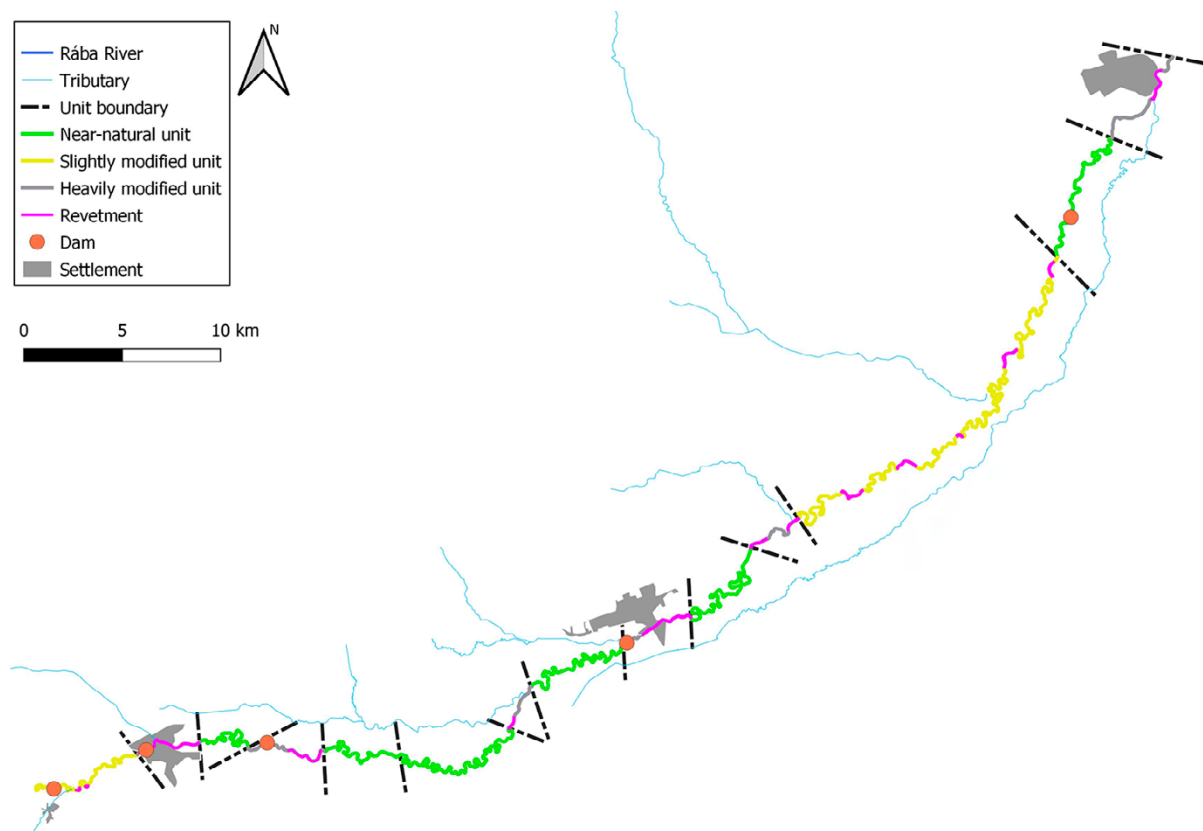 N
Rába River
Tributary
Unit boundary
Near-natural unit
Slightly modified unit
Heavily modified unit
Revetment
Dam
Settlement
0 5 10 km